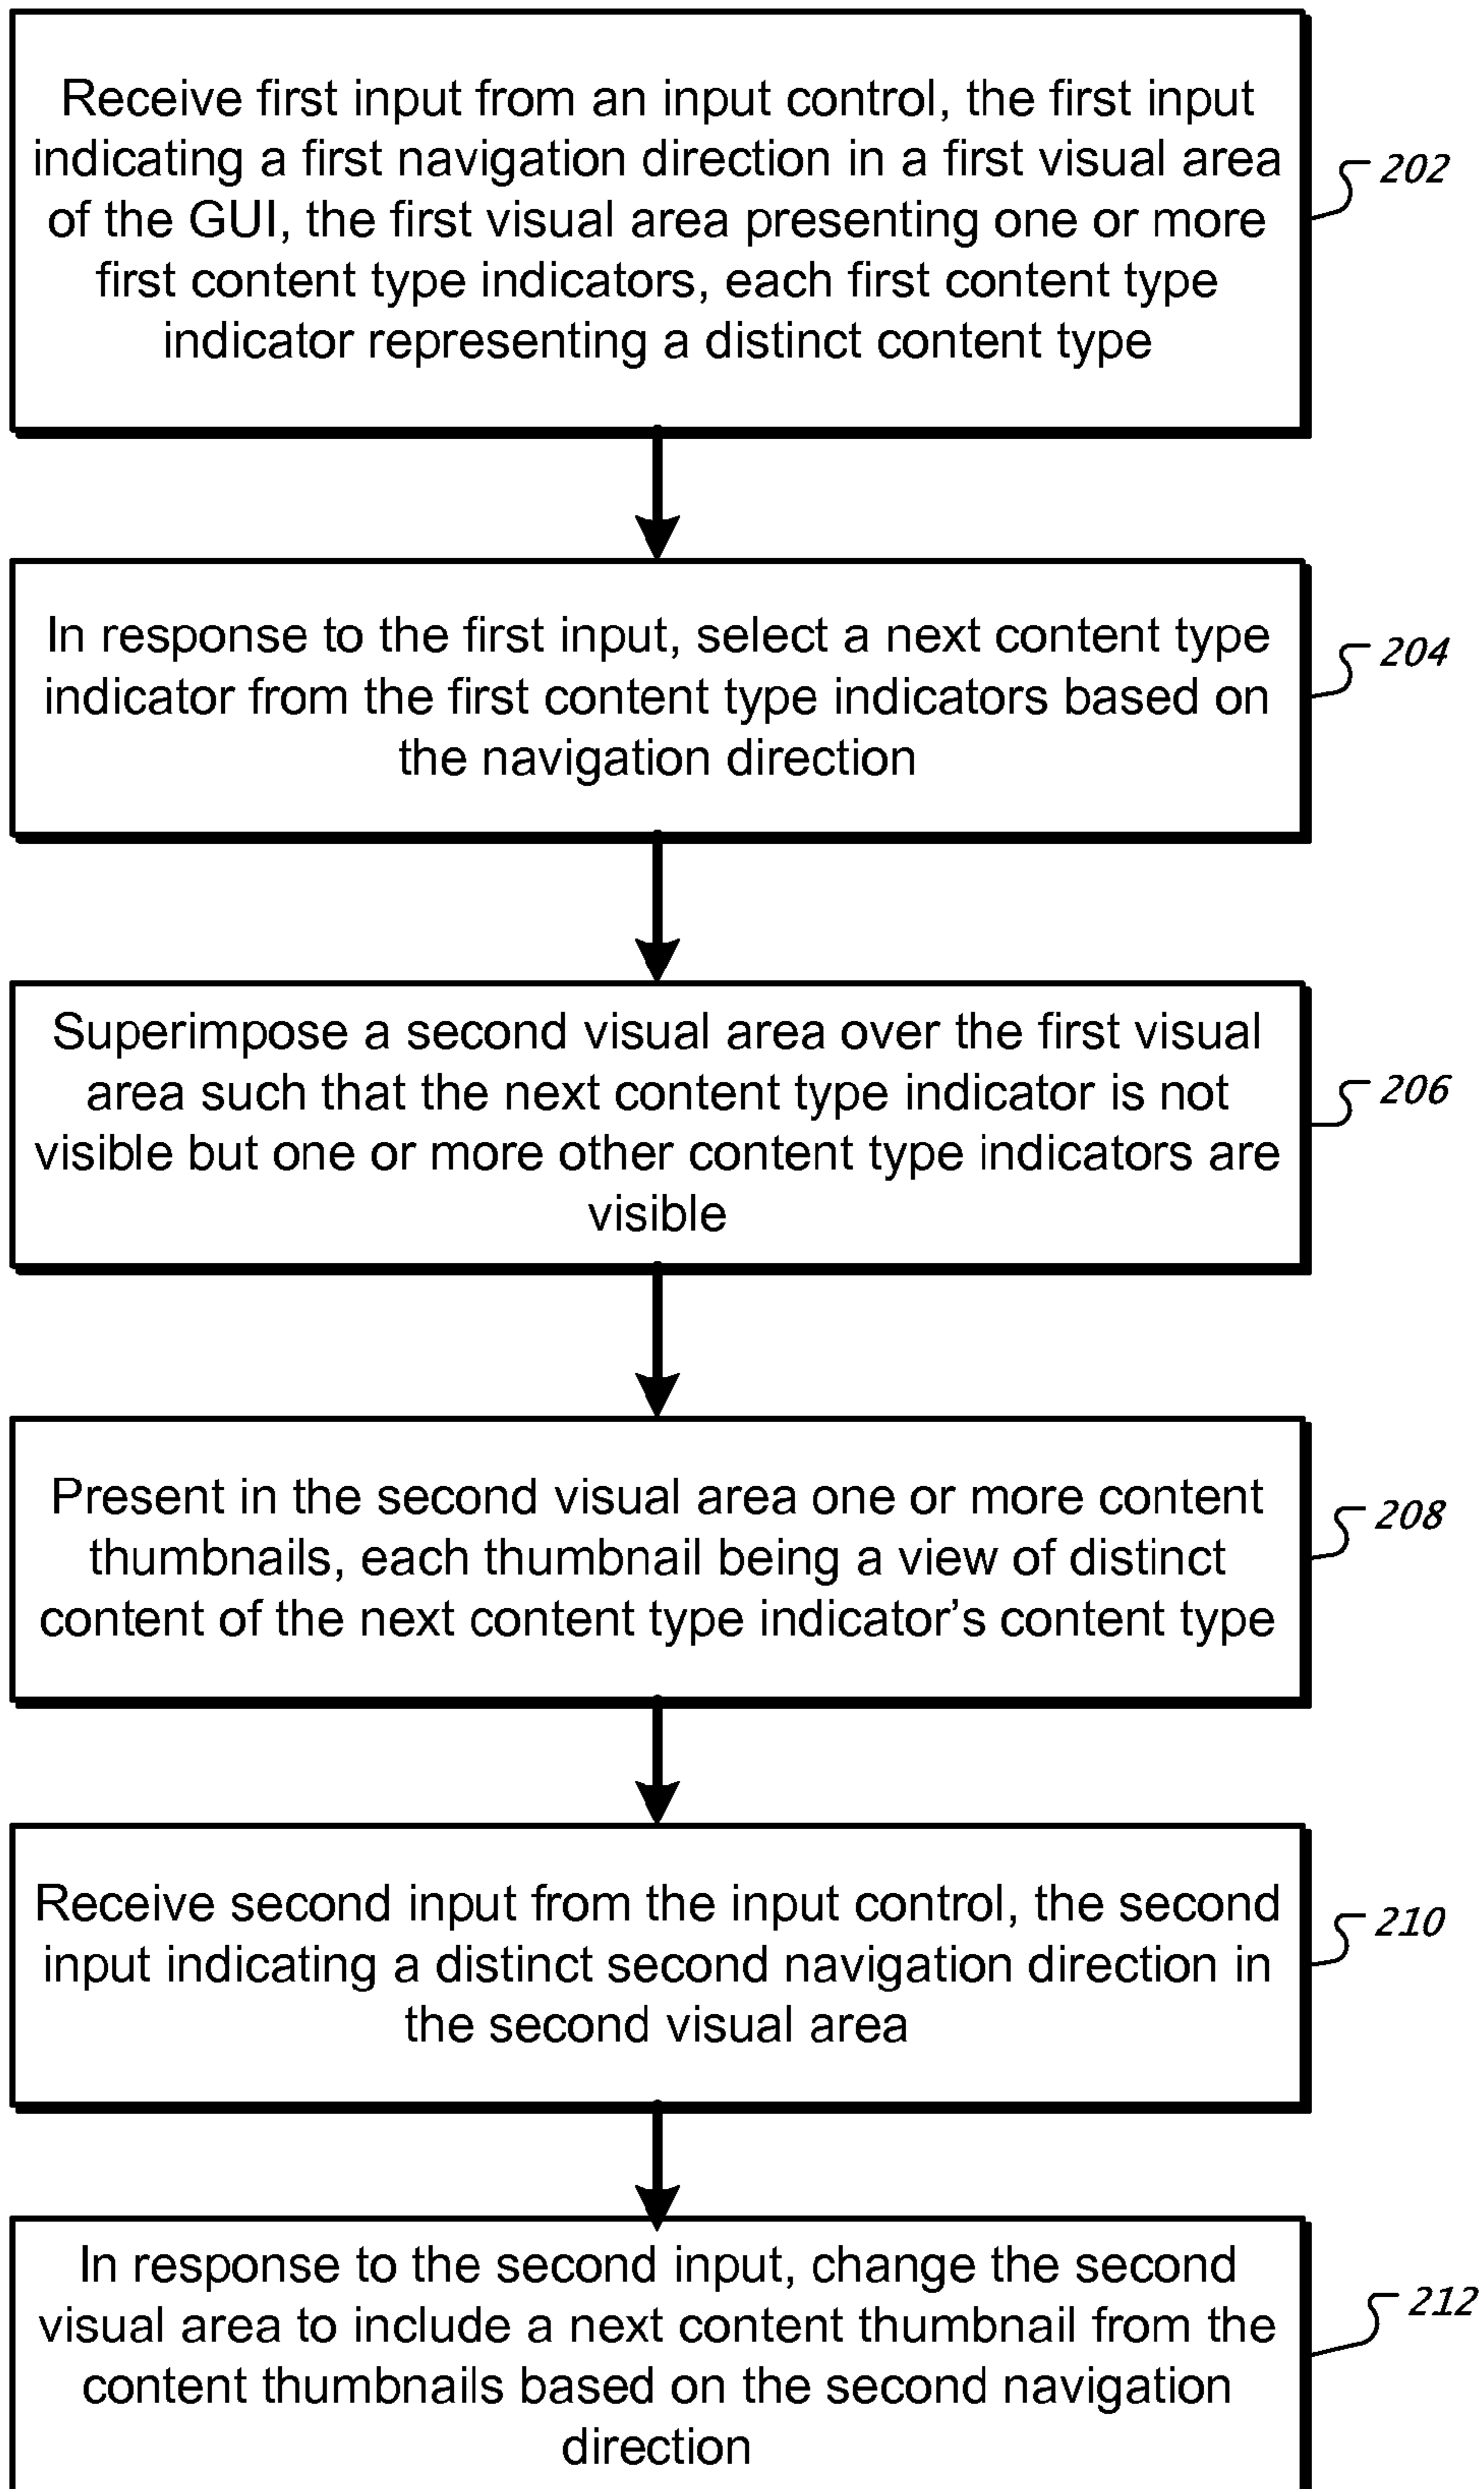 Receive first input from an input control, the first input
indicating a first navigation direction in a first visual area
of the GUI, the first visual area presenting one or more
first content type indicators, each first content type
indicator representing a distinct content type
202
In response to the first input, select a next content type
indicator from the first content type indicators based on
the navigation direction
204
Superimpose a second visual area over the first visual
area such that the next content type indicator is not
visible but one or more other content type indicators are
visible
206
Present in the second visual area one or more content
thumbnails, each thumbnail being a view of distinct
content of the next content type indicator’s content type
208
Receive second input from the input control, the second
input indicating a distinct second navigation direction in
the second visual area
210
In response to the second input, change the second
visual area to include a next content thumbnail from the
content thumbnails based on the second navigation
direction
212